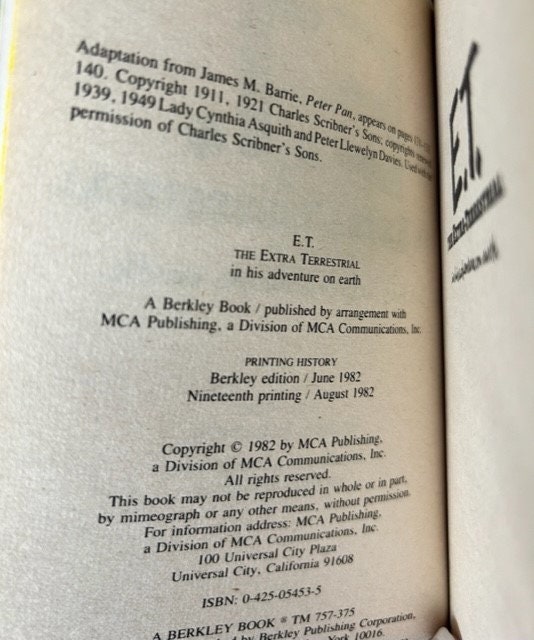 Adaptation from James M. Barrie, Peter Pan, appears on pages
140. Copyright 1911, 1921 Charles Scribner's Sons; copyrights
1939, 1949 Lady Cynthia Asquith and Peter Llewelyn Davies. Used
permission of Charles Scribner's Sons.
E.T.
THE EXTRA TERRESTRIAL
in his adventure on earth
A Berkley Book / published by arrangement with
MCA Publishing, a Division of MCA Communications, Inc.
PRINTING HISTORY
Berkley edition / June 1982
Nineteenth printing / August 1982
Copyright © 1982 by MCA Publishing,
a Division of MCA Communications, Inc.
All rights reserved.
This book may not be reproduced in whole or in part,
by mimeograph or any other means, without permission.
For information address: MCA Publishing,
a Division of MCA Communications, Inc.
100 Universal City Plaza
Universal City, California 91608
ISBN: 0-425-05453-5
A BERKLEY BOOK ® TM 757-375
by Berkley Publishing Corporation,
York 10016.
E.T.
THE EXTRA-TERRESTRIAL